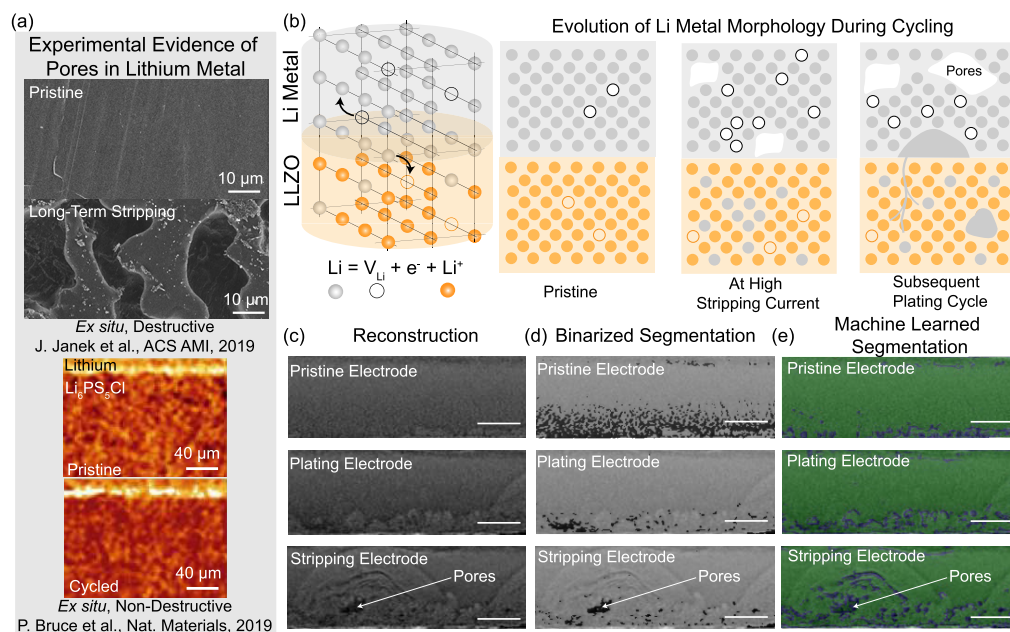 (a)
Experimental Evidence of
Pores in Lithium Metal
Pristine
10 µm
Long-Term Stripping
10 µm
Ex situ, Destructive
J. Janek et al., ACS AMI, 2019
Lithium
Li6PS5Cl
40 µm
Pristine
40 µm
Cycled
Ex situ, Non-Destructive
P. Bruce et al., Nat. Materials, 2019
(b)
Evolution of Li Metal Morphology During Cycling
Li Metal
LLZO
Li = VLi + e- + Li+
Pores
Pristine
At High
Stripping Current
Subsequent
Plating Cycle
(c) Reconstruction
Pristine Electrode
Plating Electrode
Stripping Electrode
Pores
(d) Binarized Segmentation
Pristine Electrode
Plating Electrode
Stripping Electrode
Pores
(e) Machine Learned
Segmentation
Pristine Electrode
Plating Electrode
Stripping Electrode
Pores